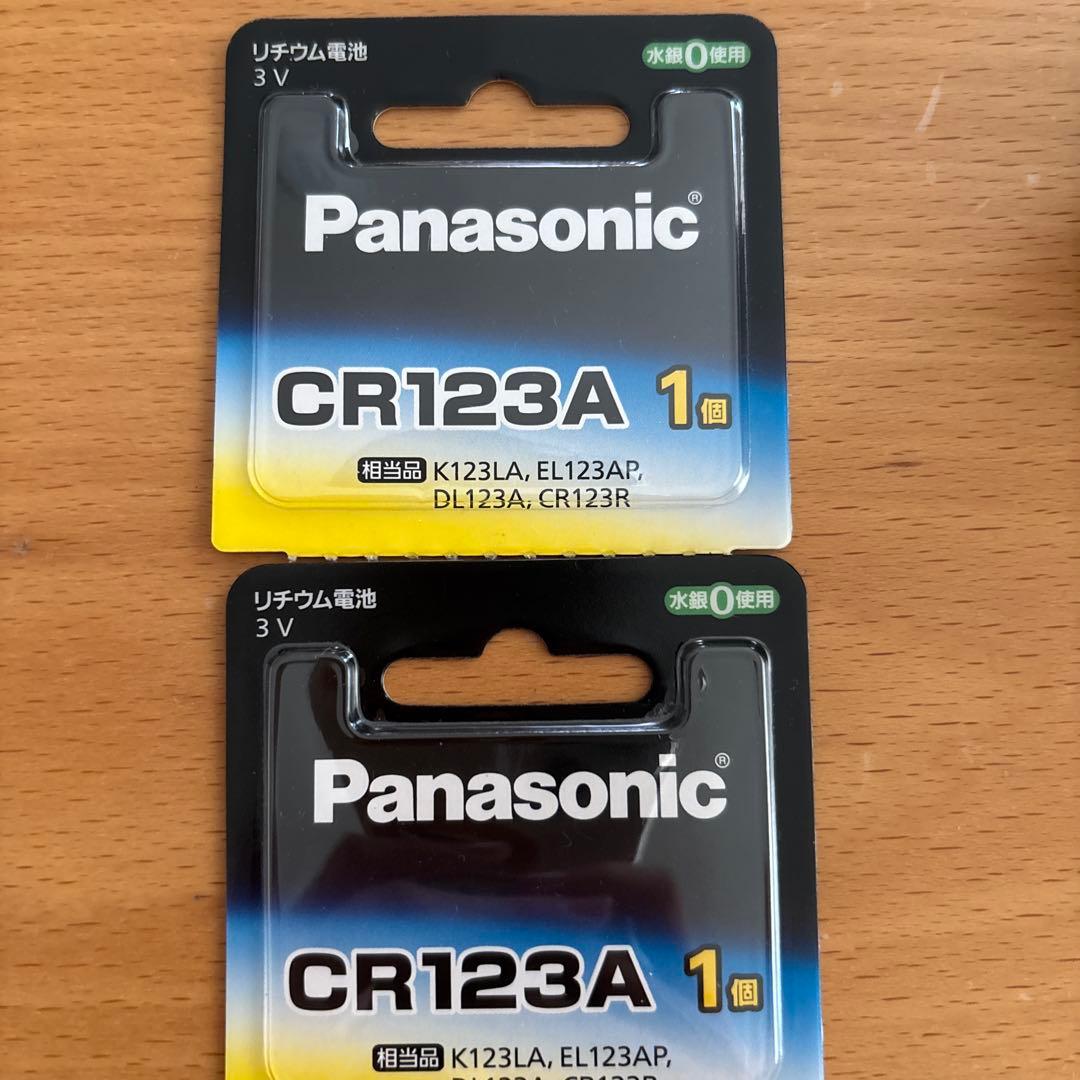 リチウム電池
3V
水銀0使用
Panasonic®
CR123A 1個
相当品 K123LA, EL123AP,
DL123A, CR123R
リチウム電池
3V
水銀0使用
Panasonic®
CR123A 1個
相当品 K123LA, EL123AP,
DL123A, CR123R